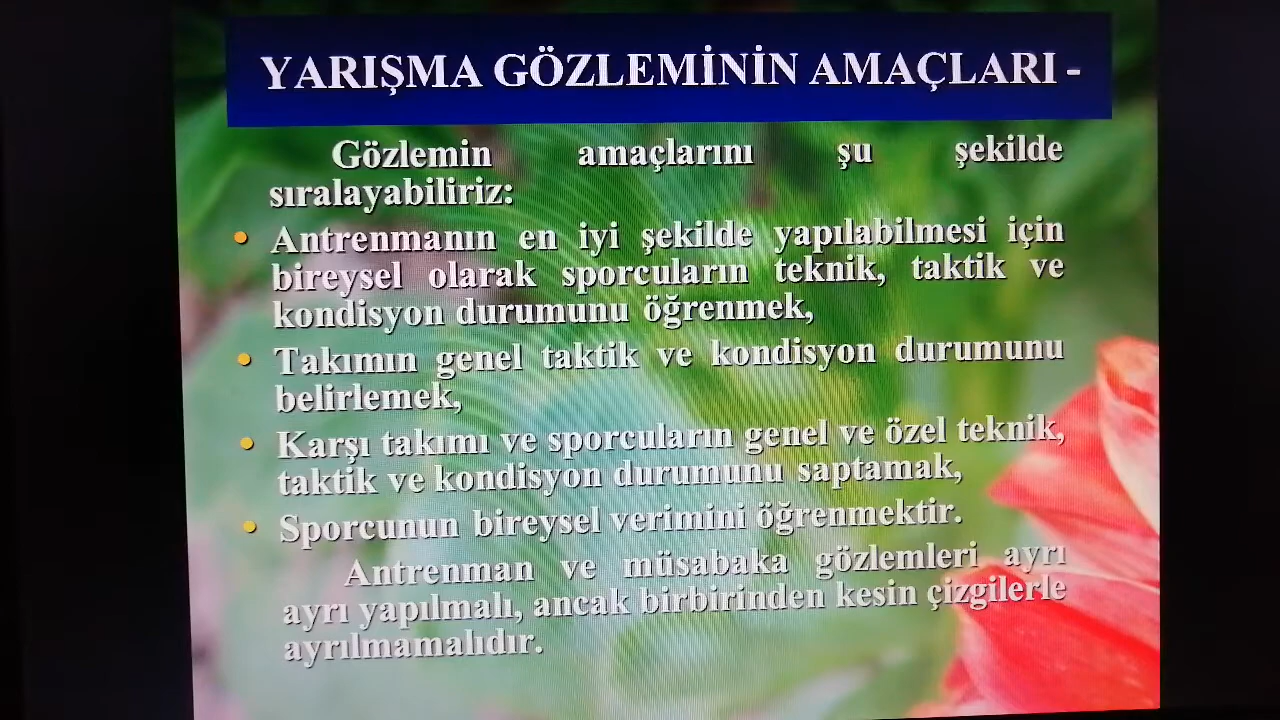 YARIŞMA GÖZLEMİNİN AMAÇLARI -
Gözlemin amaçlarını şu şekilde
sıralayabiliriz:
• Antrenmanın en iyi şekilde yapılabilmesi için
bireysel olarak sporcuların teknik, taktik ve
kondisyon durumunu öğrenmek,
• Takımın genel taktik ve kondisyon durumunu
belirlemek,
• Karşı takımı ve sporcuların genel ve özel teknik,
taktik ve kondisyon durumunu saptamak,
• Sporcunun bireysel verimini öğrenmektir.
Antrenman ve müsabaka gözlemleri ayrı
ayrı yapılmalı, ancak birbirinden kesin çizgilerle
ayrılmamalıdır.